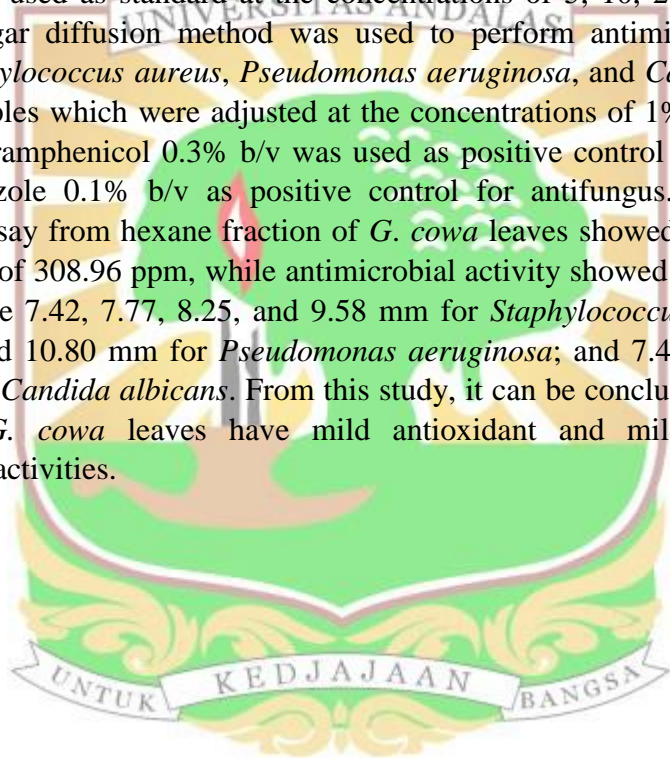 used as standard at the concentrations of 5, 10, 2
UNIVERSITAS ANDALAS
gar diffusion method was used to perform antimi
ylococcus aureus, Pseudomonas aeruginosa, and Ca
oles which were adjusted at the concentrations of 1%
ramphenicol 0.3% b/v was used as positive control
zole 0.1% b/v as positive control for antifungus.
say from hexane fraction of G. cowa leaves showed
of 308.96 ppm, while antimicrobial activity showed
e 7.42, 7.77, 8.25, and 9.58 mm for Staphylococcu
d 10.80 mm for Pseudomonas aeruginosa; and 7.4
Candida albicans. From this study, it can be conclu
G. cowa leaves have mild antioxidant and mil
activities.
UNTUK KEDJAJAAN BANGSA